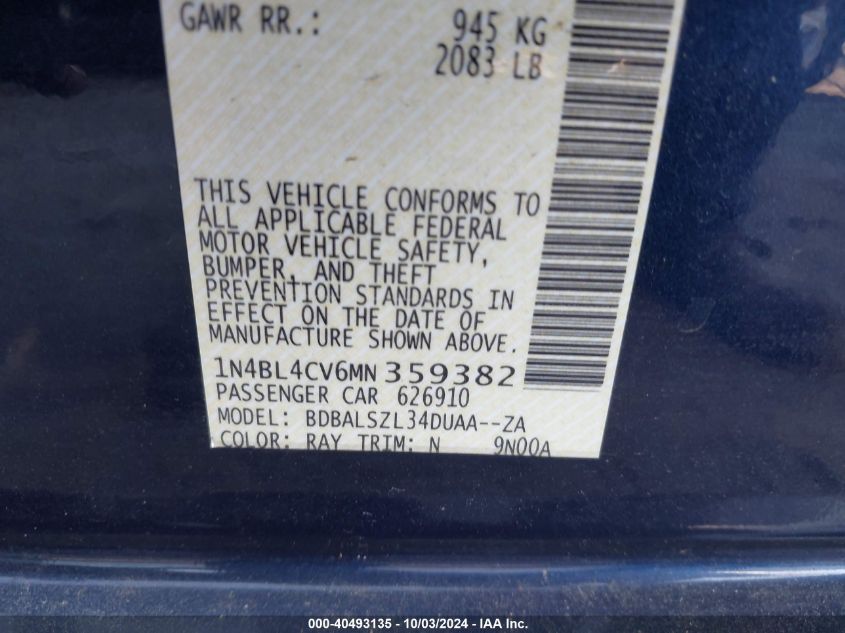 GAWR RR.: 945 KG
2083 LB
THIS VEHICLE CONFORMS TO
ALL APPLICABLE FEDERAL
MOTOR VEHICLE SAFETY,
BUMPER, AND THEFT
PREVENTION STANDARDS IN
EFFECT ON THE DATE OF
MANUFACTURE SHOWN ABOVE.
1N4BL4CV6MN359382
PASSENGER CAR 626910
MODEL: BDBALSZL34DUAA--ZA
COLOR: RAY TRIM: N 9N00A
000-40493135 - 10/03/2024 - IAA Inc.